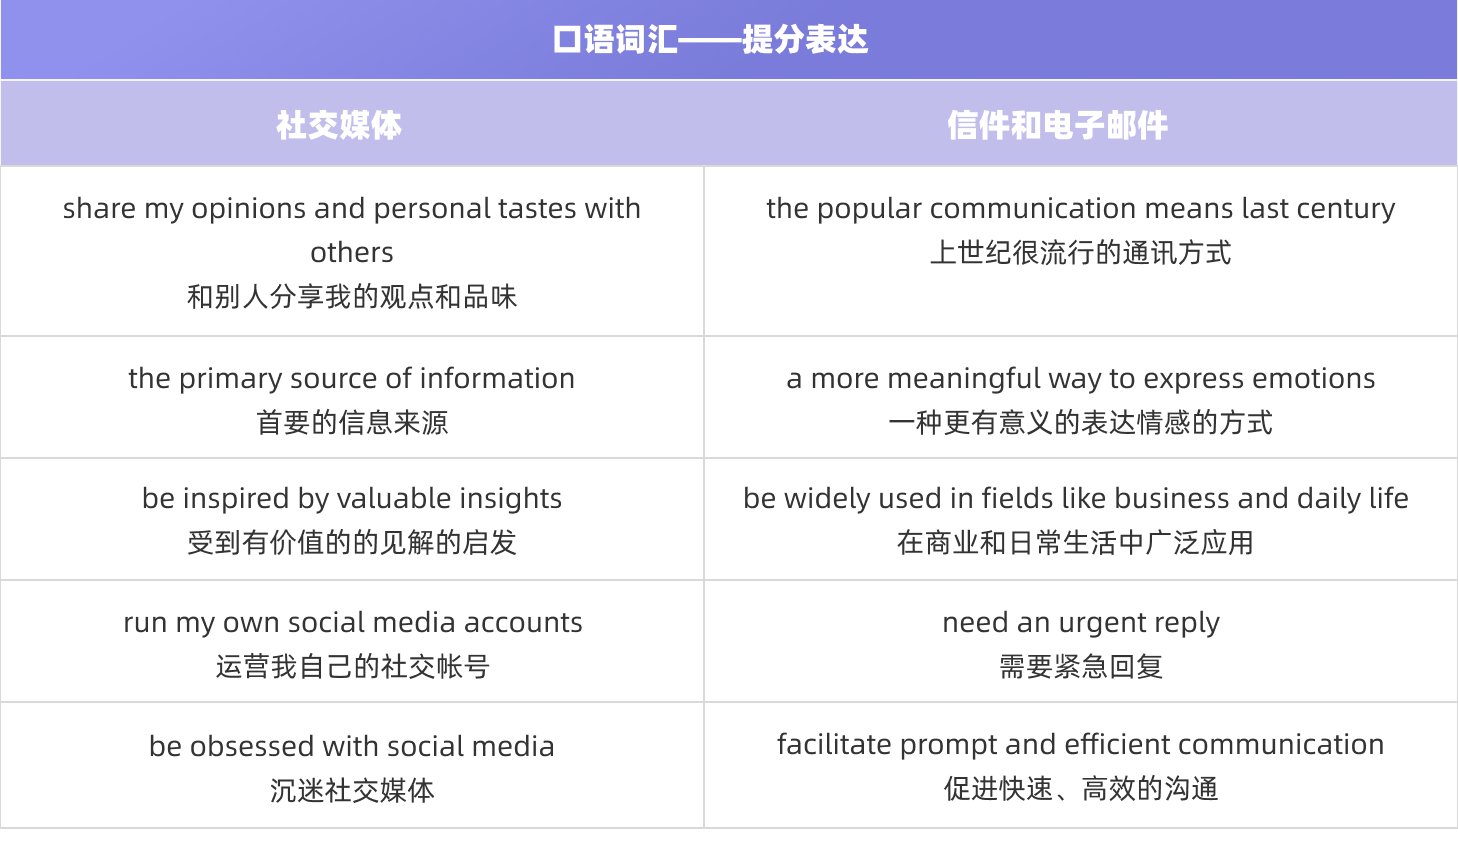 口语词汇——提分表达
社交媒体
信件和电子邮件
share my opinions and personal tastes with
others
和别人分享我的观点和品味
the popular communication means last century
上世纪很流行的通讯方式
the primary source of information
首要的信息来源
a more meaningful way to express emotions
一种更有意义的表达情感的方式
be inspired by valuable insights
受到有价值的的见解的启发
be widely used in fields like business and daily life
在商业和日常生活中广泛应用
run my own social media accounts
运营我自己的社交帐号
need an urgent reply
需要紧急回复
be obsessed with social media
沉迷社交媒体
facilitate prompt and efficient communication
促进快速、高效的沟通